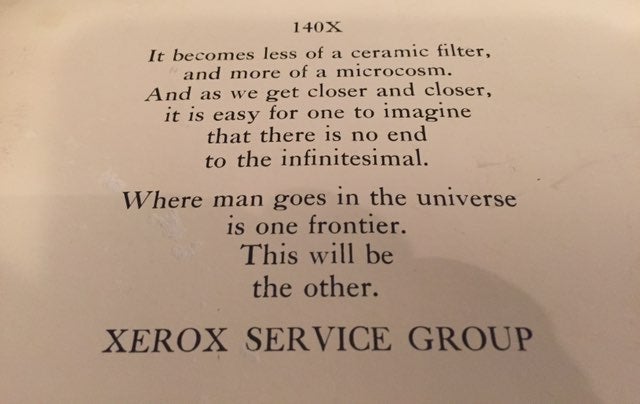 140X
It becomes less of a ceramic filter,
and more of a microcosm.
And as we get closer and closer,
it is easy for one to imagine
that there is no end
to the infinitesimal.
Where man goes in the universe
is one frontier.
This will be
the other.
XEROX SERVICE GROUP